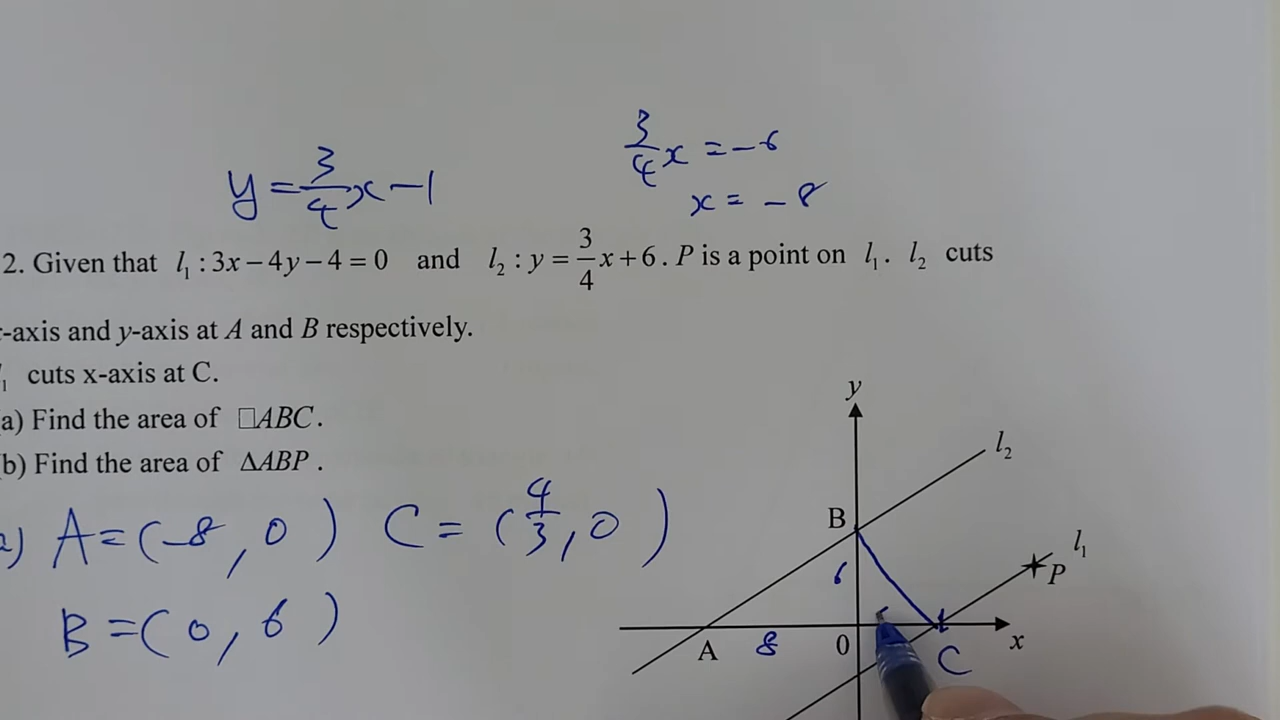 y = 3/4 x - 1
3/4 x = -6
x = -8
2. Given that l₁ : 3x − 4y − 4 = 0 and l₂ : y = 3/4 x + 6. P is a point on l₁. l₂ cuts
-axis and y-axis at A and B respectively.
₁ cuts x-axis at C.
a) Find the area of □ABC.
b) Find the area of ΔABP.
a) A = (-8, 0) C = (4/3, 0)
B = (0, 6)
y
l₂
B
l₁
P
6
A 8 0 C x